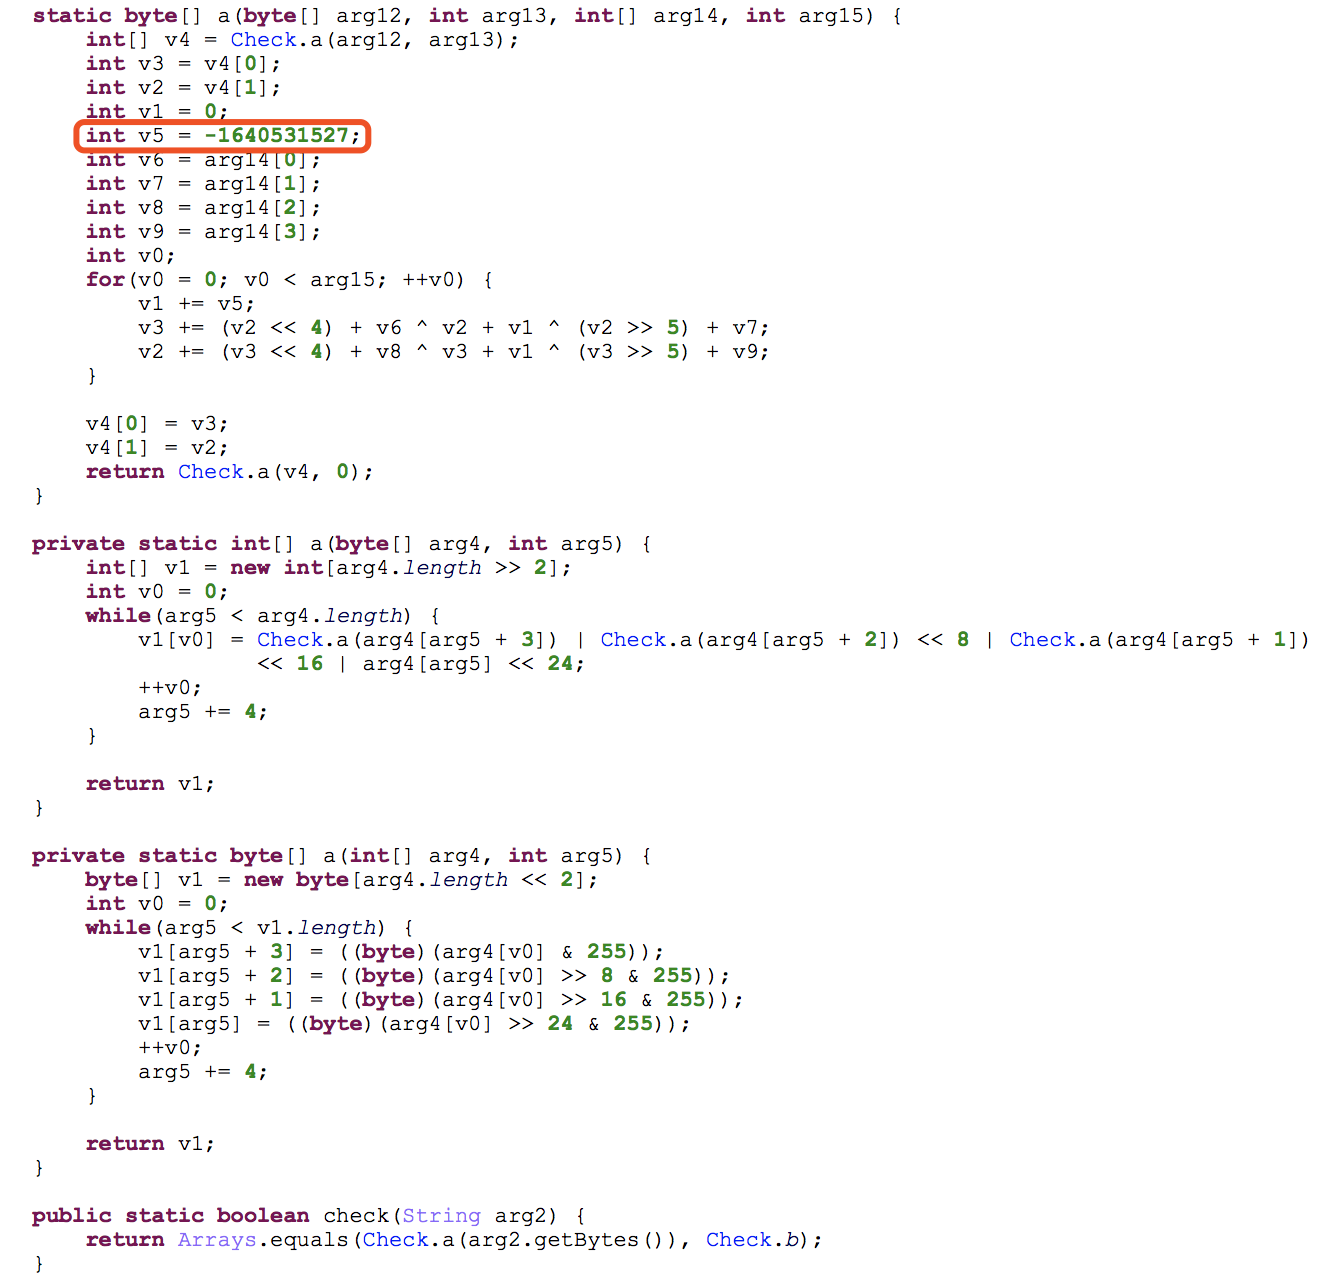 static byte[] a(byte[] arg12, int arg13, int[] arg14, int arg15) {
    int[] v4 = Check.a(arg12, arg13);
    int v3 = v4[0];
    int v2 = v4[1];
    int v1 = 0;
    int v5 = -1640531527;
    int v6 = arg14[0];
    int v7 = arg14[1];
    int v8 = arg14[2];
    int v9 = arg14[3];
    int v0;
    for(v0 = 0; v0 < arg15; ++v0) {
        v1 += v5;
        v3 += (v2 << 4) + v6 ^ v2 + v1 ^ (v2 >> 5) + v7;
        v2 += (v3 << 4) + v8 ^ v3 + v1 ^ (v3 >> 5) + v9;
    }

    v4[0] = v3;
    v4[1] = v2;
    return Check.a(v4, 0);
}

private static int[] a(byte[] arg4, int arg5) {
    int[] v1 = new int[arg4.length >> 2];
    int v0 = 0;
    while(arg5 < arg4.length) {
        v1[v0] = Check.a(arg4[arg5 + 3]) | Check.a(arg4[arg5 + 2]) << 8 | Check.a(arg4[arg5 + 1])
                 << 16 | arg4[arg5] << 24;
        ++v0;
        arg5 += 4;
    }

    return v1;
}

private static byte[] a(int[] arg4, int arg5) {
    byte[] v1 = new byte[arg4.length << 2];
    int v0 = 0;
    while(arg5 < v1.length) {
        v1[arg5 + 3] = ((byte)(arg4[v0] & 255));
        v1[arg5 + 2] = ((byte)(arg4[v0] >> 8 & 255));
        v1[arg5 + 1] = ((byte)(arg4[v0] >> 16 & 255));
        v1[arg5] = ((byte)(arg4[v0] >> 24 & 255));
        ++v0;
        arg5 += 4;
    }

    return v1;
}

public static boolean check(String arg2) {
    return Arrays.equals(Check.a(arg2.getBytes()), Check.b);
}